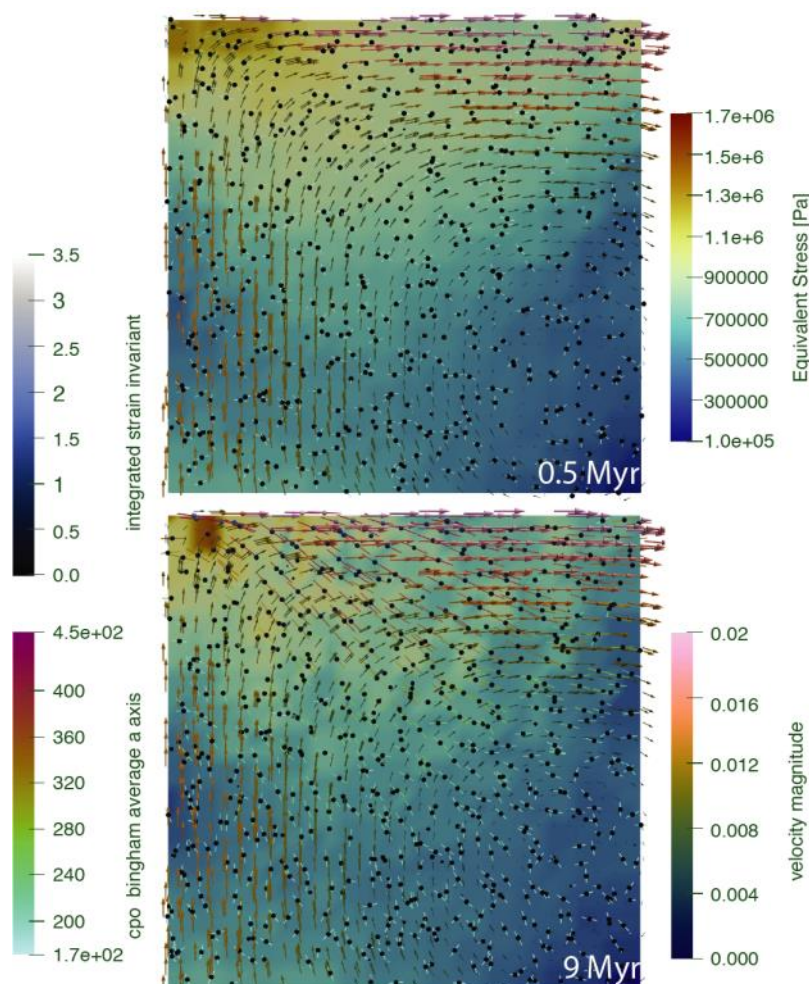 0.5 Myr
3.5
3
2.5
2
1.5
1
0.5
0.0
integrated strain invariant
1.7e+06
1.5e+6
1.3e+6
1.1e+6
900000
700000
500000
300000
1.0e+05
Equivalent Stress [Pa]
9 Myr
4.5e+02
400
360
320
280
240
200
1.7e+02
cpo bingham average a axis
0.02
0.016
0.012
0.008
0.004
0.000
velocity magnitude